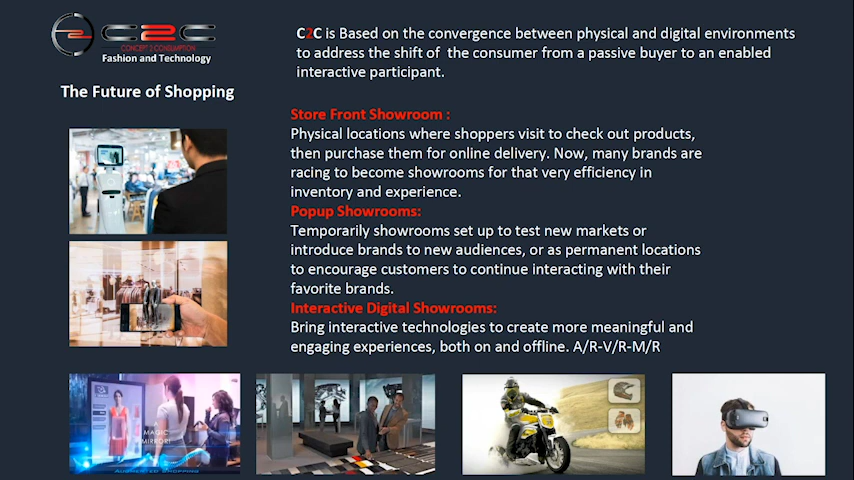 C2C
CONCEPT 2 CONSUMPTION
Fashion and Technology
The Future of Shopping
C2C is Based on the convergence between physical and digital environments
to address the shift of the consumer from a passive buyer to an enabled
interactive participant.
Store Front Showroom :
Physical locations where shoppers visit to check out products,
then purchase them for online delivery. Now, many brands are
racing to become showrooms for that very efficiency in
inventory and experience.
Popup Showrooms:
Temporarily showrooms set up to test new markets or
introduce brands to new audiences, or as permanent locations
to encourage customers to continue interacting with their
favorite brands.
Interactive Digital Showrooms:
Bring interactive technologies to create more meaningful and
engaging experiences, both on and offline. A/R-V/R-M/R
MAGIC
MIRROR!
AUGMENTED SHOPPING